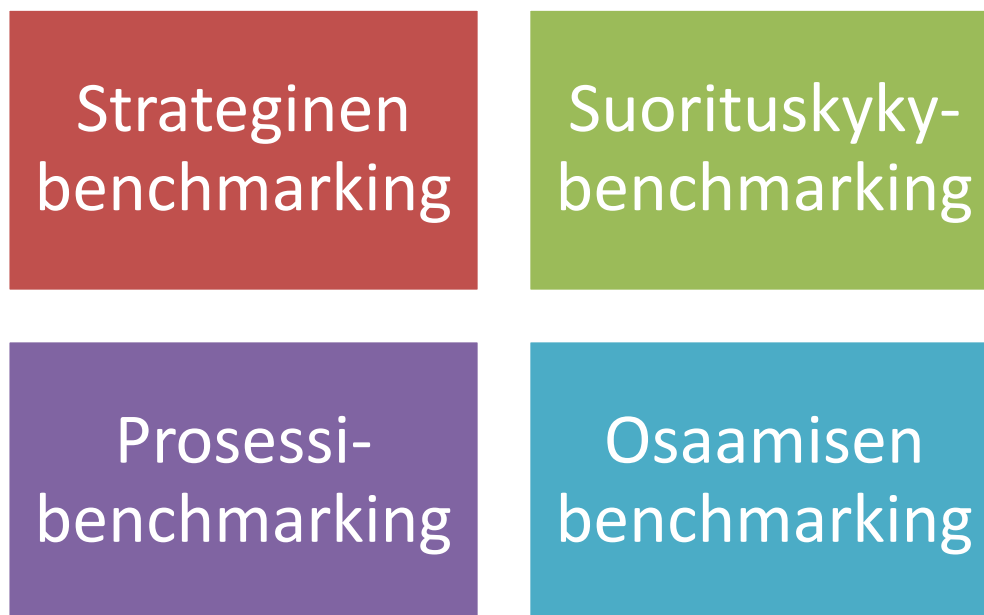 Strateginen
benchmarking
Suorituskyky-
benchmarking
Prosessi-
benchmarking
Osaamisen
benchmarking